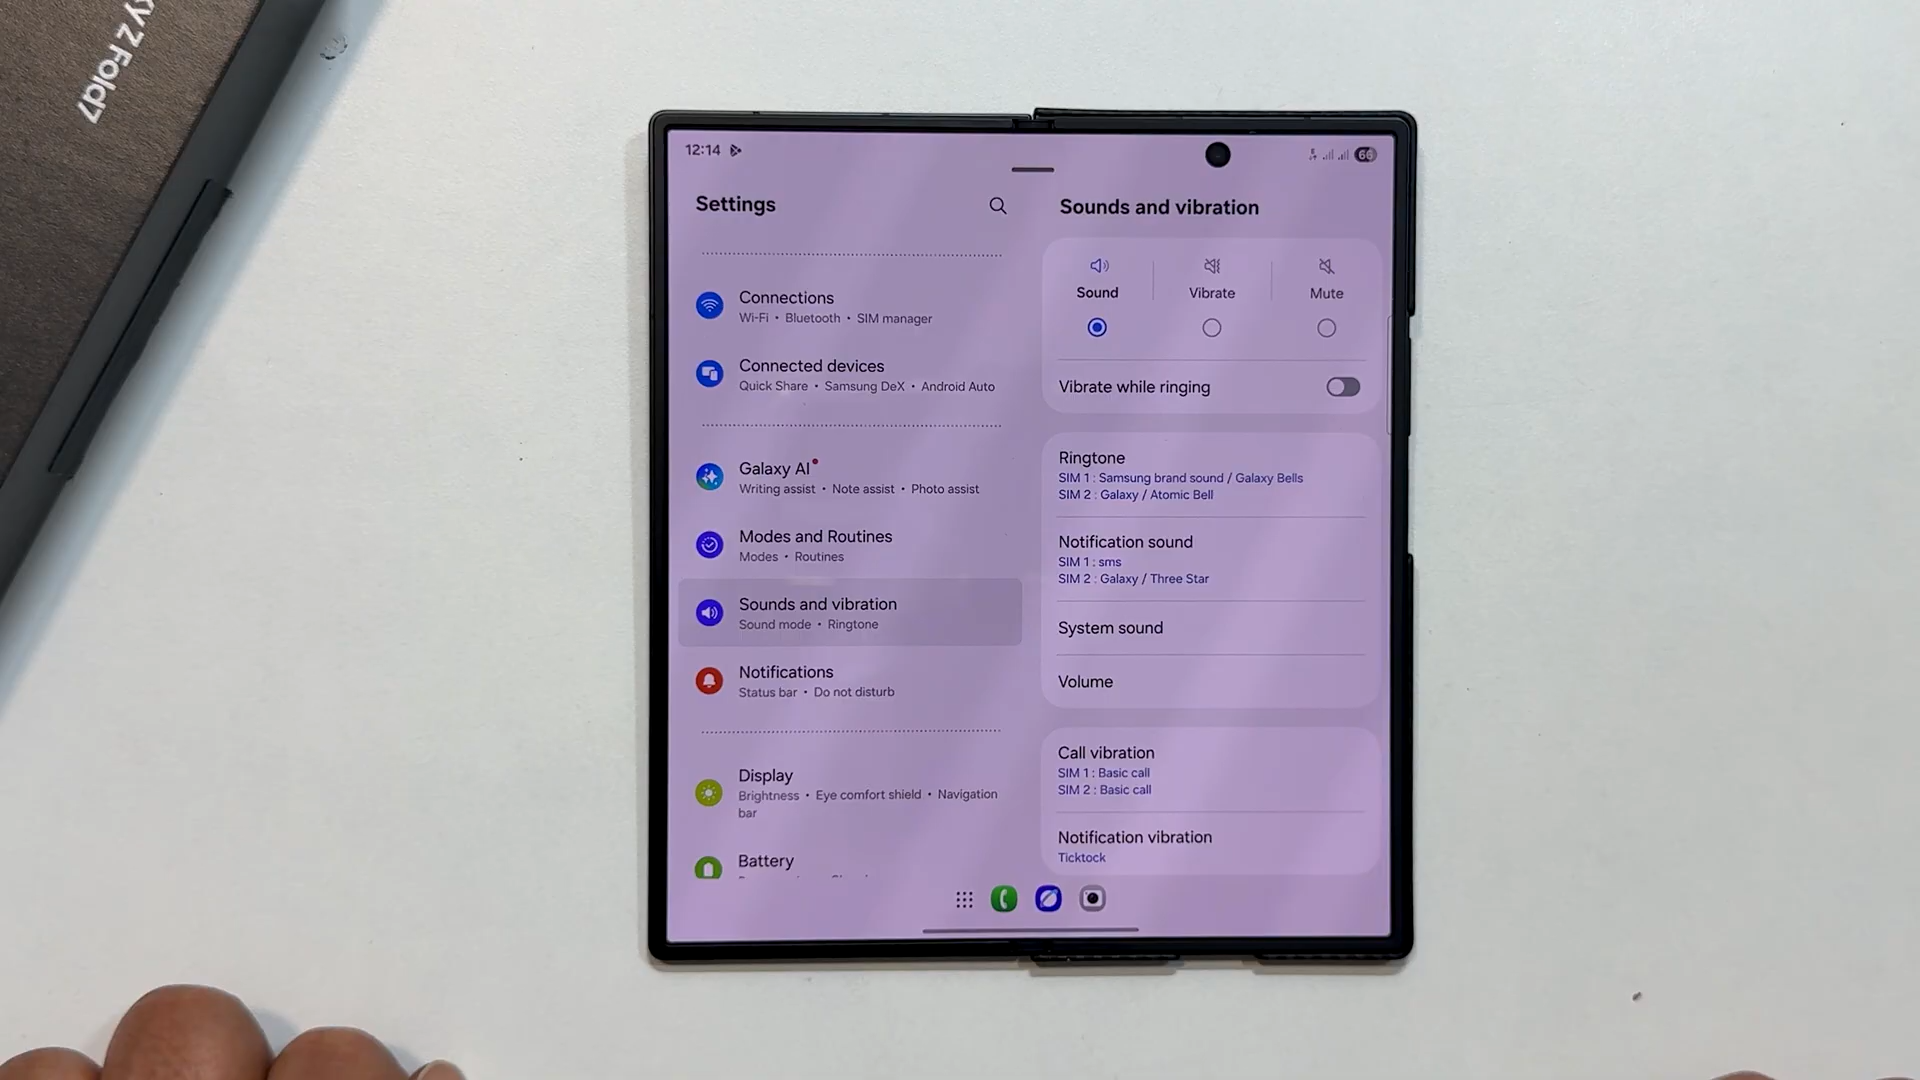 Z Fold7
12:14
66
Settings
Connections
Wi-Fi • Bluetooth • SIM manager
Connected devices
Quick Share • Samsung DeX • Android Auto
Galaxy AI
Writing assist • Note assist • Photo assist
Modes and Routines
Modes • Routines
Sounds and vibration
Sound mode • Ringtone
Notifications
Status bar • Do not disturb
Display
Brightness • Eye comfort shield • Navigation
bar
Battery
Sounds and vibration
Sound Vibrate Mute
Vibrate while ringing
Ringtone
SIM 1 : Samsung brand sound / Galaxy Bells
SIM 2 : Galaxy / Atomic Bell
Notification sound
SIM 1 : sms
SIM 2 : Galaxy / Three Star
System sound
Volume
Call vibration
SIM 1 : Basic call
SIM 2 : Basic call
Notification vibration
Ticktock